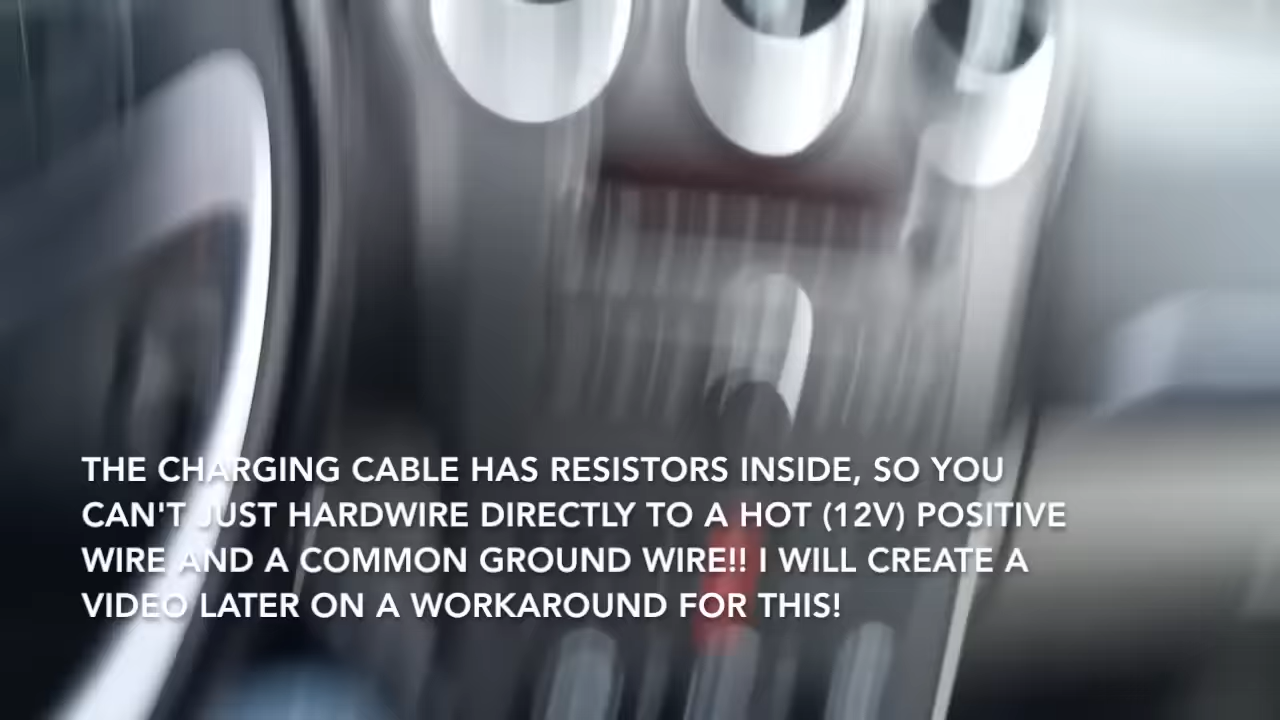 THE CHARGING CABLE HAS RESISTORS INSIDE, SO YOU
CAN'T JUST HARDWIRE DIRECTLY TO A HOT (12V) POSITIVE
WIRE AND A COMMON GROUND WIRE!! I WILL CREATE A
VIDEO LATER ON A WORKAROUND FOR THIS!